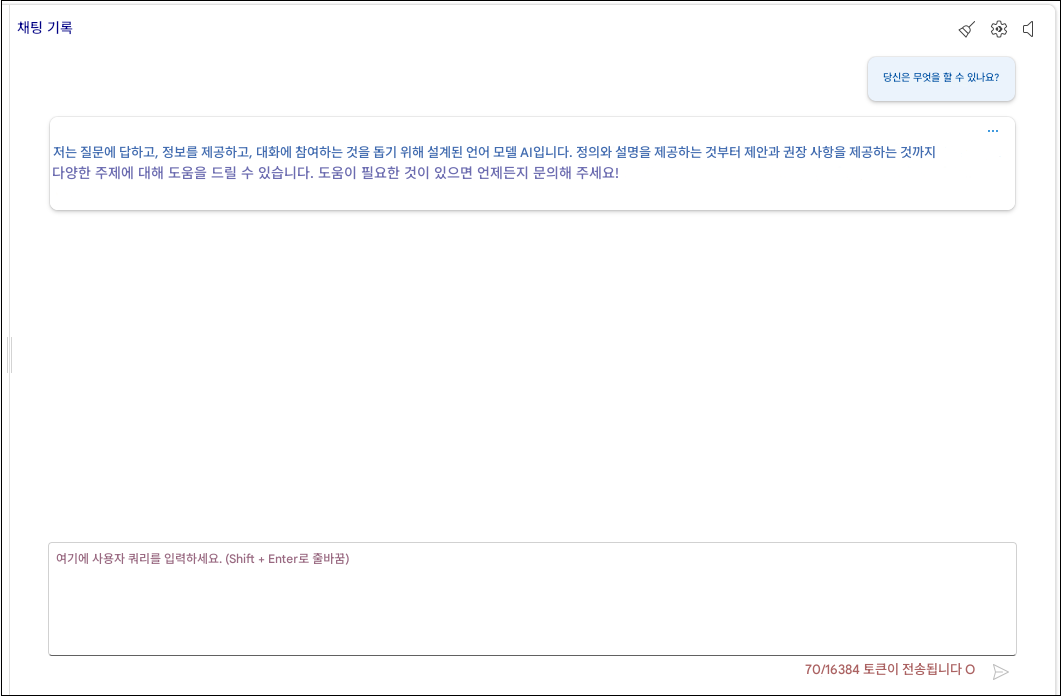 채팅 기록
당신은 무엇을 할 수 있나요?
저는 질문에 답하고, 정보를 제공하고, 대화에 참여하는 것을 돕기 위해 설계된 언어 모델 AI입니다. 정의와 설명을 제공하는 것부터 제안과 권장 사항을 제공하는 것까지
다양한 주제에 대해 도움을 드릴 수 있습니다. 도움이 필요한 것이 있으면 언제든지 문의해 주세요!
여기에 사용자 쿼리를 입력하세요. (Shift + Enter로 줄바꿈)
70/16384 토큰이 전송됩니다 O